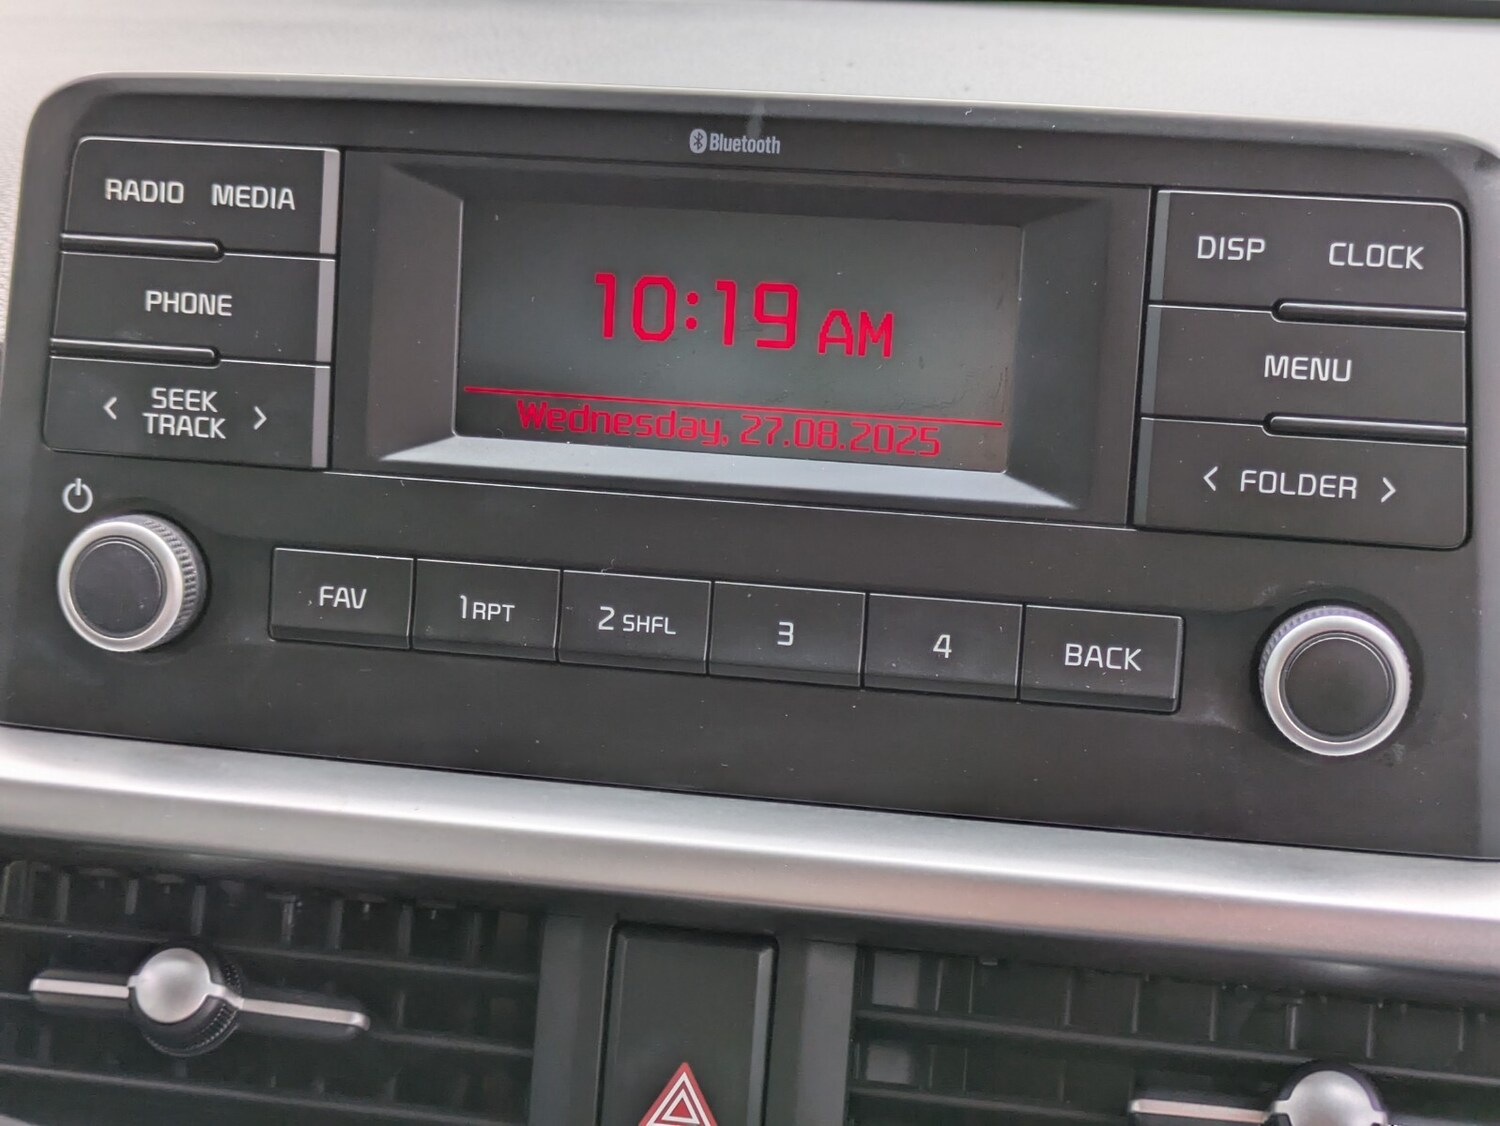 Bluetooth
RADIO MEDIA
PHONE
< SEEK >
TRACK
10:19 AM
Wednesday, 27.08.2025
DISP CLOCK
MENU
< FOLDER >
FAV
1 RPT
2 SHFL
3
4
BACK